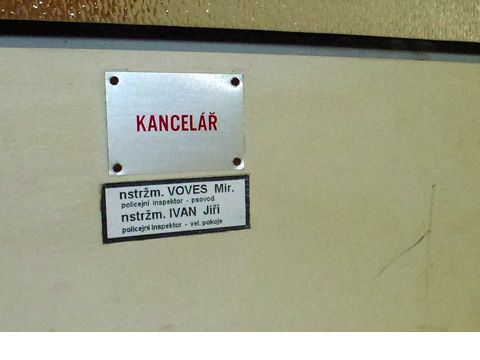 KANCELÁŘ
nstržm. VOVES Mir.
policejní inspektor - psovod
nstržm. IVAN Jiří
policejní inspektor - vel. pokoje